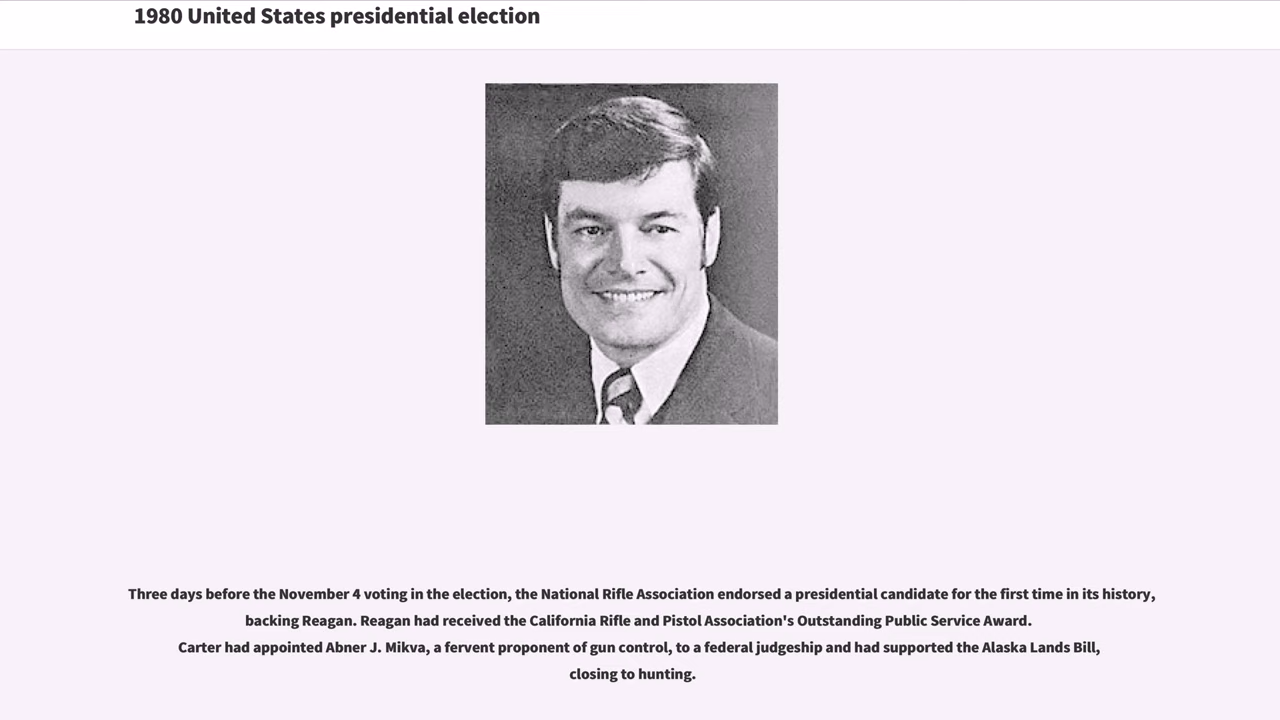 1980 United States presidential election
Three days before the November 4 voting in the election, the National Rifle Association endorsed a presidential candidate for the first time in its history,
backing Reagan. Reagan had received the California Rifle and Pistol Association's Outstanding Public Service Award.
Carter had appointed Abner J. Mikva, a fervent proponent of gun control, to a federal judgeship and had supported the Alaska Lands Bill,
closing to hunting.